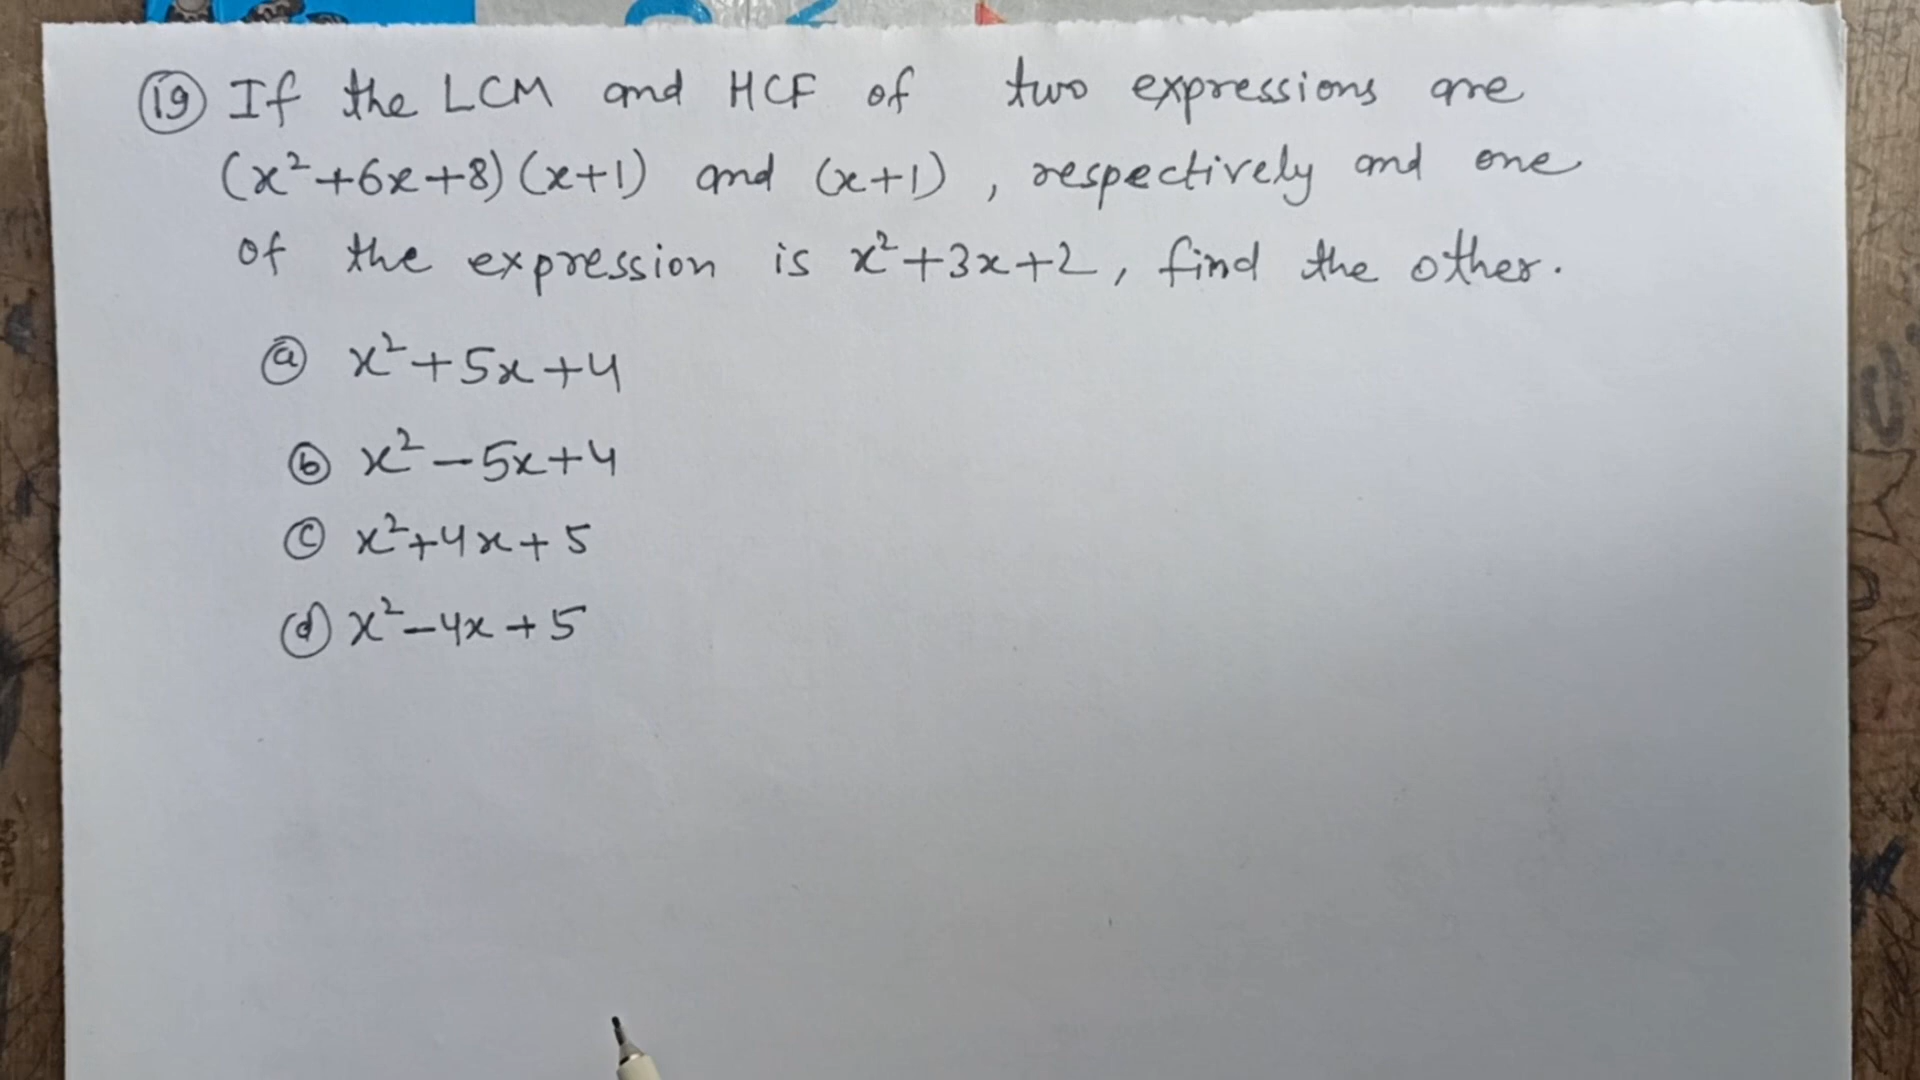 (19) If the LCM and HCF of two expressions are
(x²+6x+8)(x+1) and (x+1), respectively and one
of the expression is x²+3x+2, find the other.
(a) x²+5x+4
(b) x²-5x+4
(c) x²+4x+5
(d) x²-4x+5